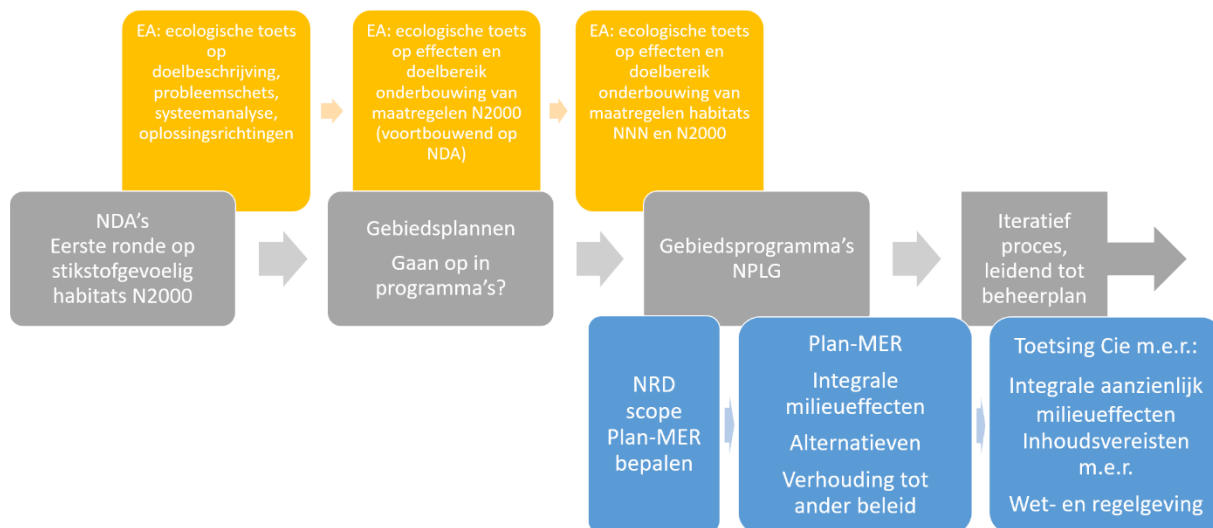 EA: ecologische toets
op
doelbeschrijving,
probleemschets,
systeemanalyse,
oplossingsrichtingen
EA: ecologische toets
op effecten en
doelbereik
onderbouwing van
maatregelen N2000
(voortbouwend op
NDA)
EA: ecologische toets
op effecten en
doelbereik
onderbouwing van
maatregelen habitats
NNN en N2000
NDA's
Eerste ronde op
stikstofgevoelig
habitats N2000
Gebiedsplannen
Gaan op in
programma's?
Gebiedsprogramma's
NPLG
Iteratief
proces,
leidend tot
beheerplan
NRD
scope
Plan-MER
bepalen
Plan-MER
Integrale
milieueffecten
Alternatieven
Verhouding tot
ander beleid
Toetsing Cie m.e.r.:
Integrale aanzienlijk
milieueffecten
Inhoudsvereisten
m.e.r.
Wet- en regelgeving